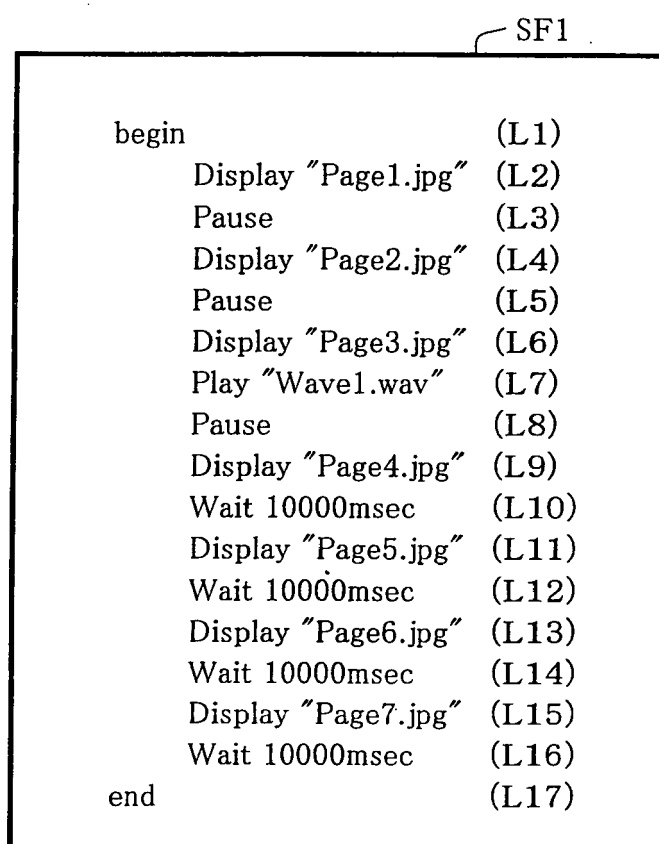 SF1
begin (L1)
Display "Page1.jpg" (L2)
Pause (L3)
Display "Page2.jpg" (L4)
Pause (L5)
Display "Page3.jpg" (L6)
Play "Wave1.wav" (L7)
Pause (L8)
Display "Page4.jpg" (L9)
Wait 10000msec (L10)
Display "Page5.jpg" (L11)
Wait 10000msec (L12)
Display "Page6.jpg" (L13)
Wait 10000msec (L14)
Display "Page7.jpg" (L15)
Wait 10000msec (L16)
end (L17)